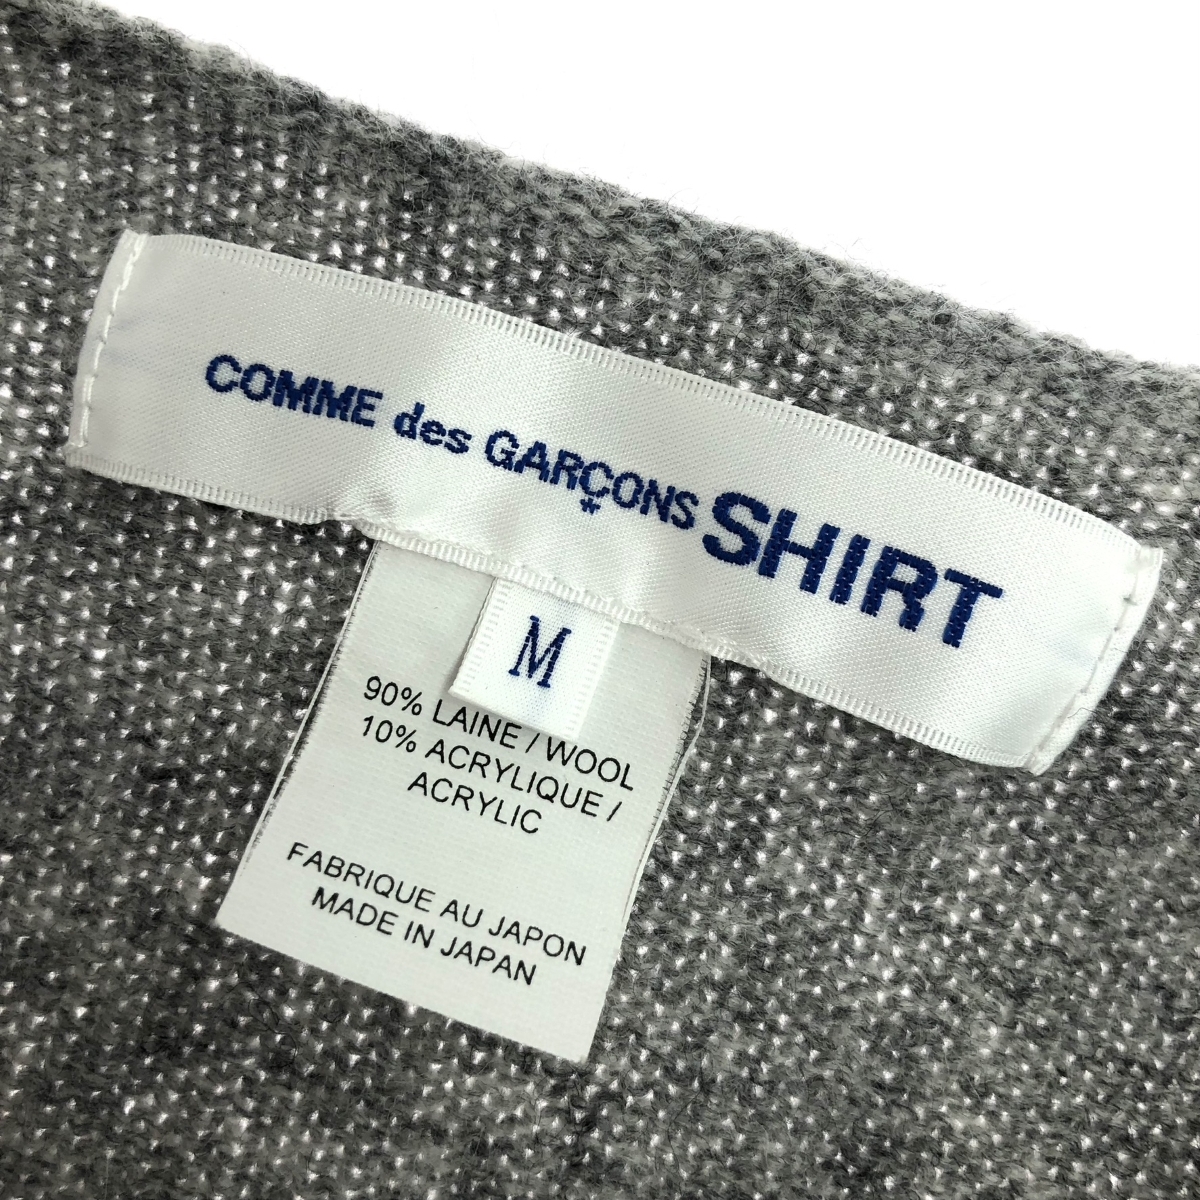 COMME des GARÇONS SHIRT
M
90% LAINE / WOOL
10% ACRYLIQUE /
ACRYLIC
FABRIQUE AU JAPON
MADE IN JAPAN